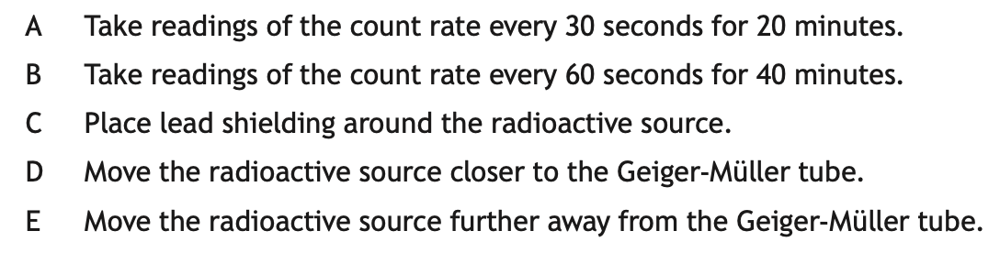 A Take readings of the count rate every 30 seconds for 20 minutes.
B Take readings of the count rate every 60 seconds for 40 minutes.
C Place lead shielding around the radioactive source.
D Move the radioactive source closer to the Geiger-Müller tube.
E Move the radioactive source further away from the Geiger-Müller tube.